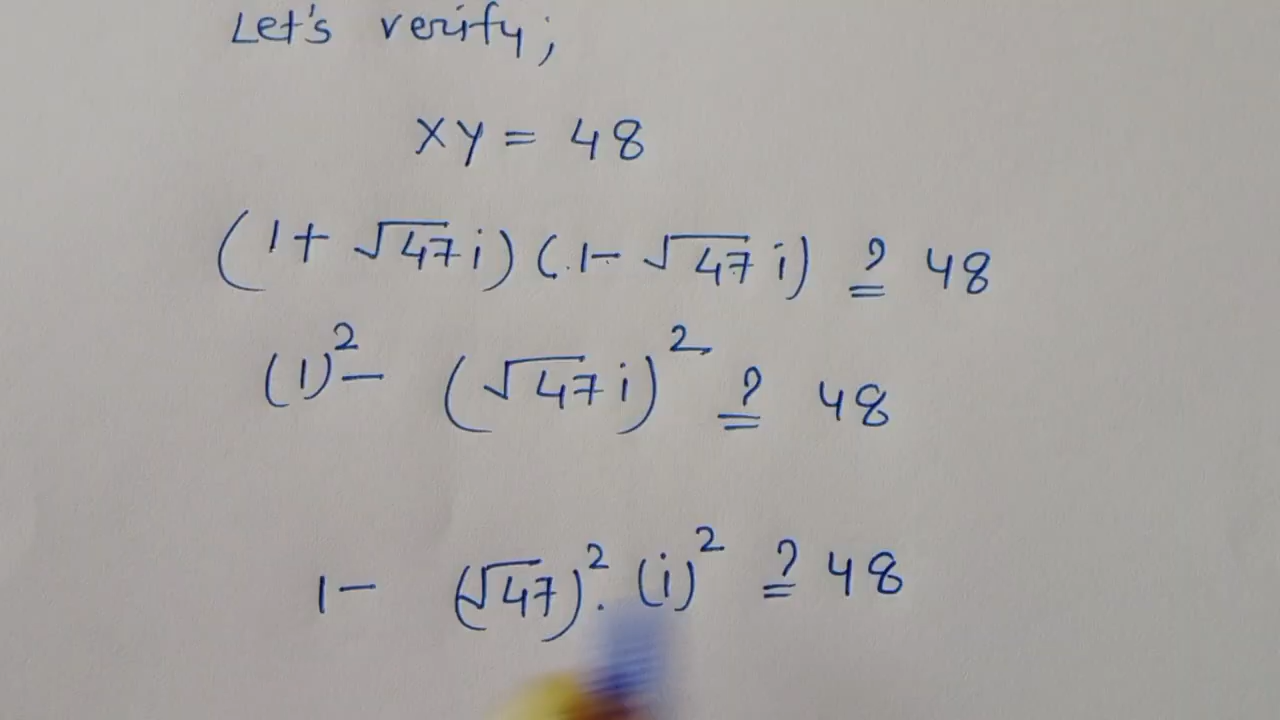 Let's verify;
xy = 48
(1 + √47 i) (1 - √47 i) ≟ 48
(1)² - (√47 i)² ≟ 48
1 - (√47)² . (i)² ≟ 48